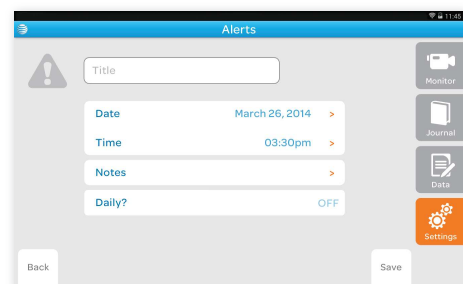 11:45
Alerts
Title
Monitor
Date March 26, 2014 >
Journal
Time 03:30pm >
Notes >
Data
Daily? OFF
Settings
Back
Save